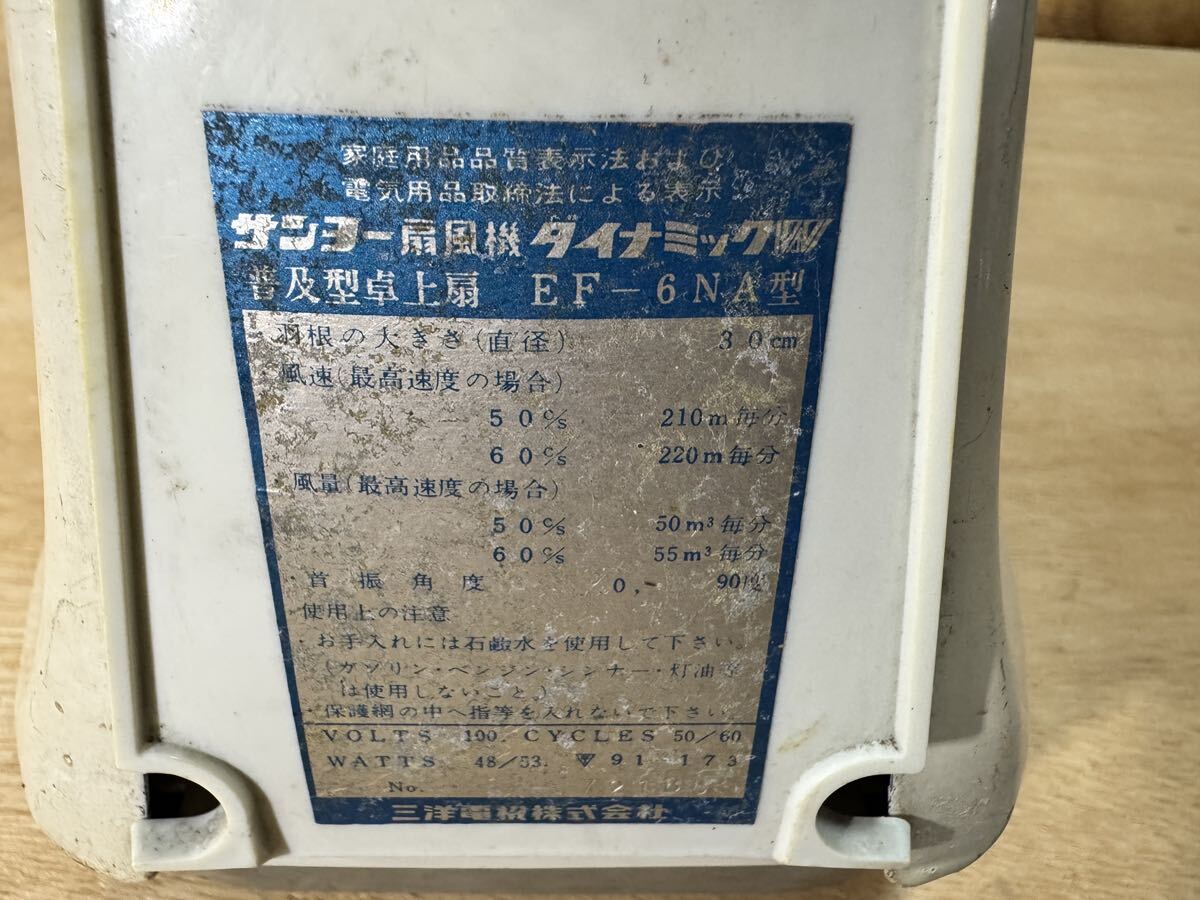 家庭用品品質表示法および
電気用品取締法による表示
サンヨー扇風機 ダイナミックW
普及型卓上扇 EF-6NA型
羽根の大きさ(直径) 30cm
風速(最高速度の場合)
50c/s 210m毎分
60c/s 220m毎分
風量(最高速度の場合)
50c/s 50m³毎分
60c/s 55m³毎分
首振角度 0,- 90度
使用上の注意
・お手入れには石鹼水を使用して下さい。
(ガソリン・ベンジン・シンナー・灯油等
は使用しないこと。)
・保護網の中へ指等を入れないで下さい
VOLTS 100. CYCLES 50/60
WATTS 48/53. ▽91-173
No.
三洋電機株式会社